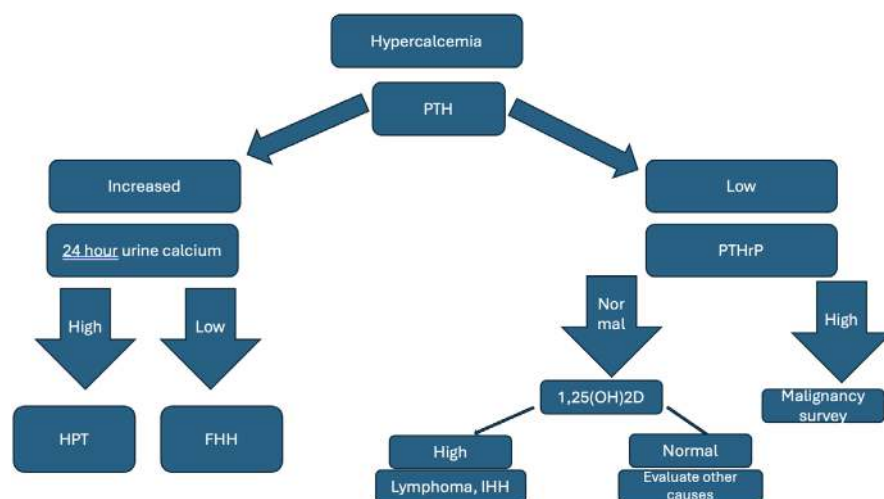 Hypercalcemia
PTH
Increased
Low
24 hour urine calcium
PTHrP
High
Low
Nor
mal
High
HPT
FHH
1,25(OH)2D
Malignancy
survey
High
Normal
Lymphoma, IHH
Evaluate other
causes